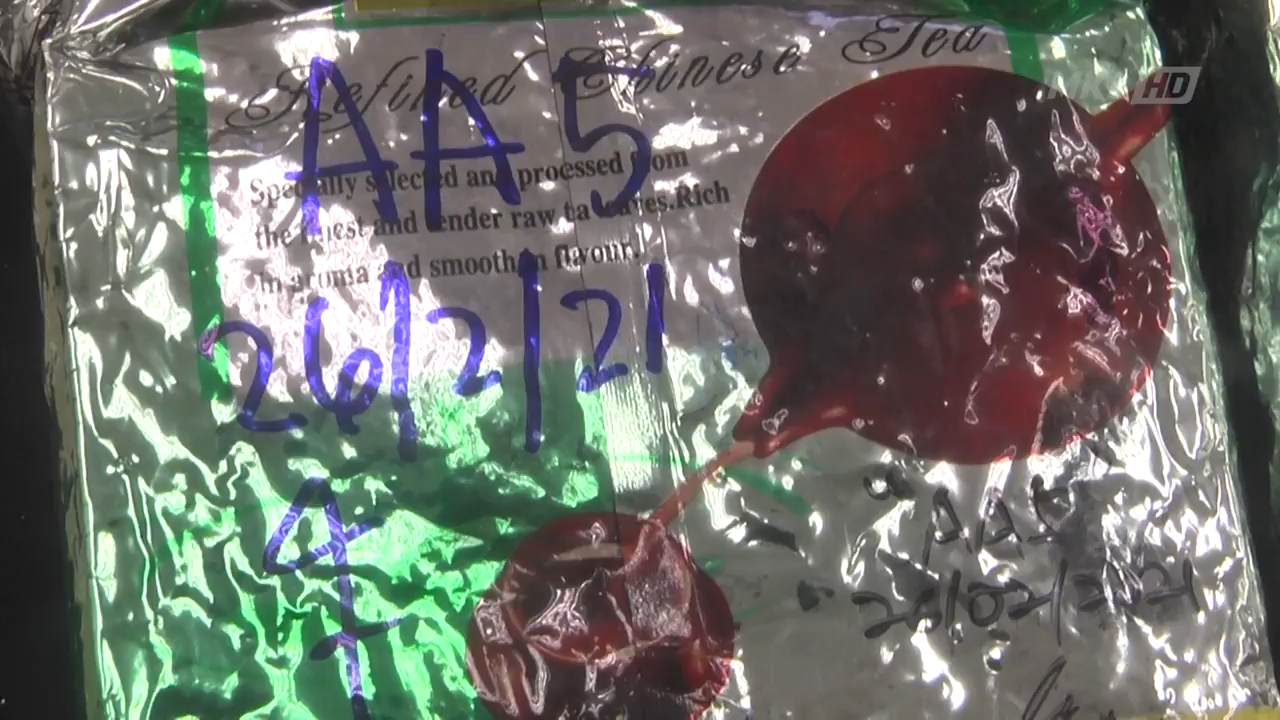 Refined Chinese Tea
HD
AA5
Specially selected and processed from
the finest and tender raw tea leaves.Rich
in aroma and smooth in flavour.
26/2/21
AA5
26/02/2021